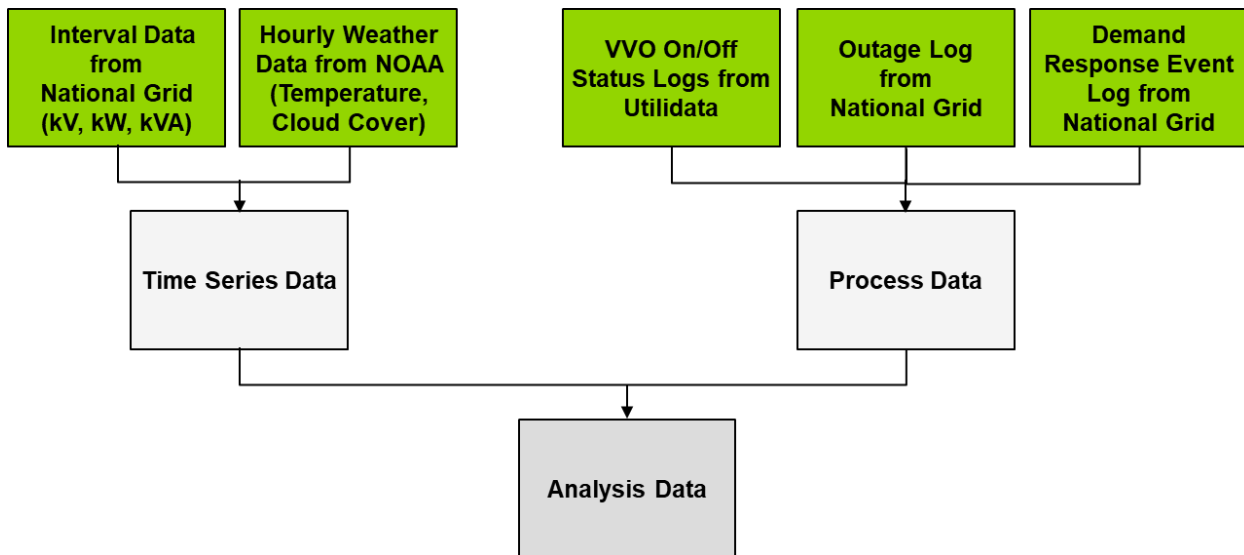 Interval Data
from
National Grid
(kV, kW, kVA)
Hourly Weather
Data from NOAA
(Temperature,
Cloud Cover)
VVO On/Off
Status Logs from
Utilidata
Outage Log
from
National Grid
Demand
Response Event
Log from
National Grid
Time Series Data
Process Data
Analysis Data